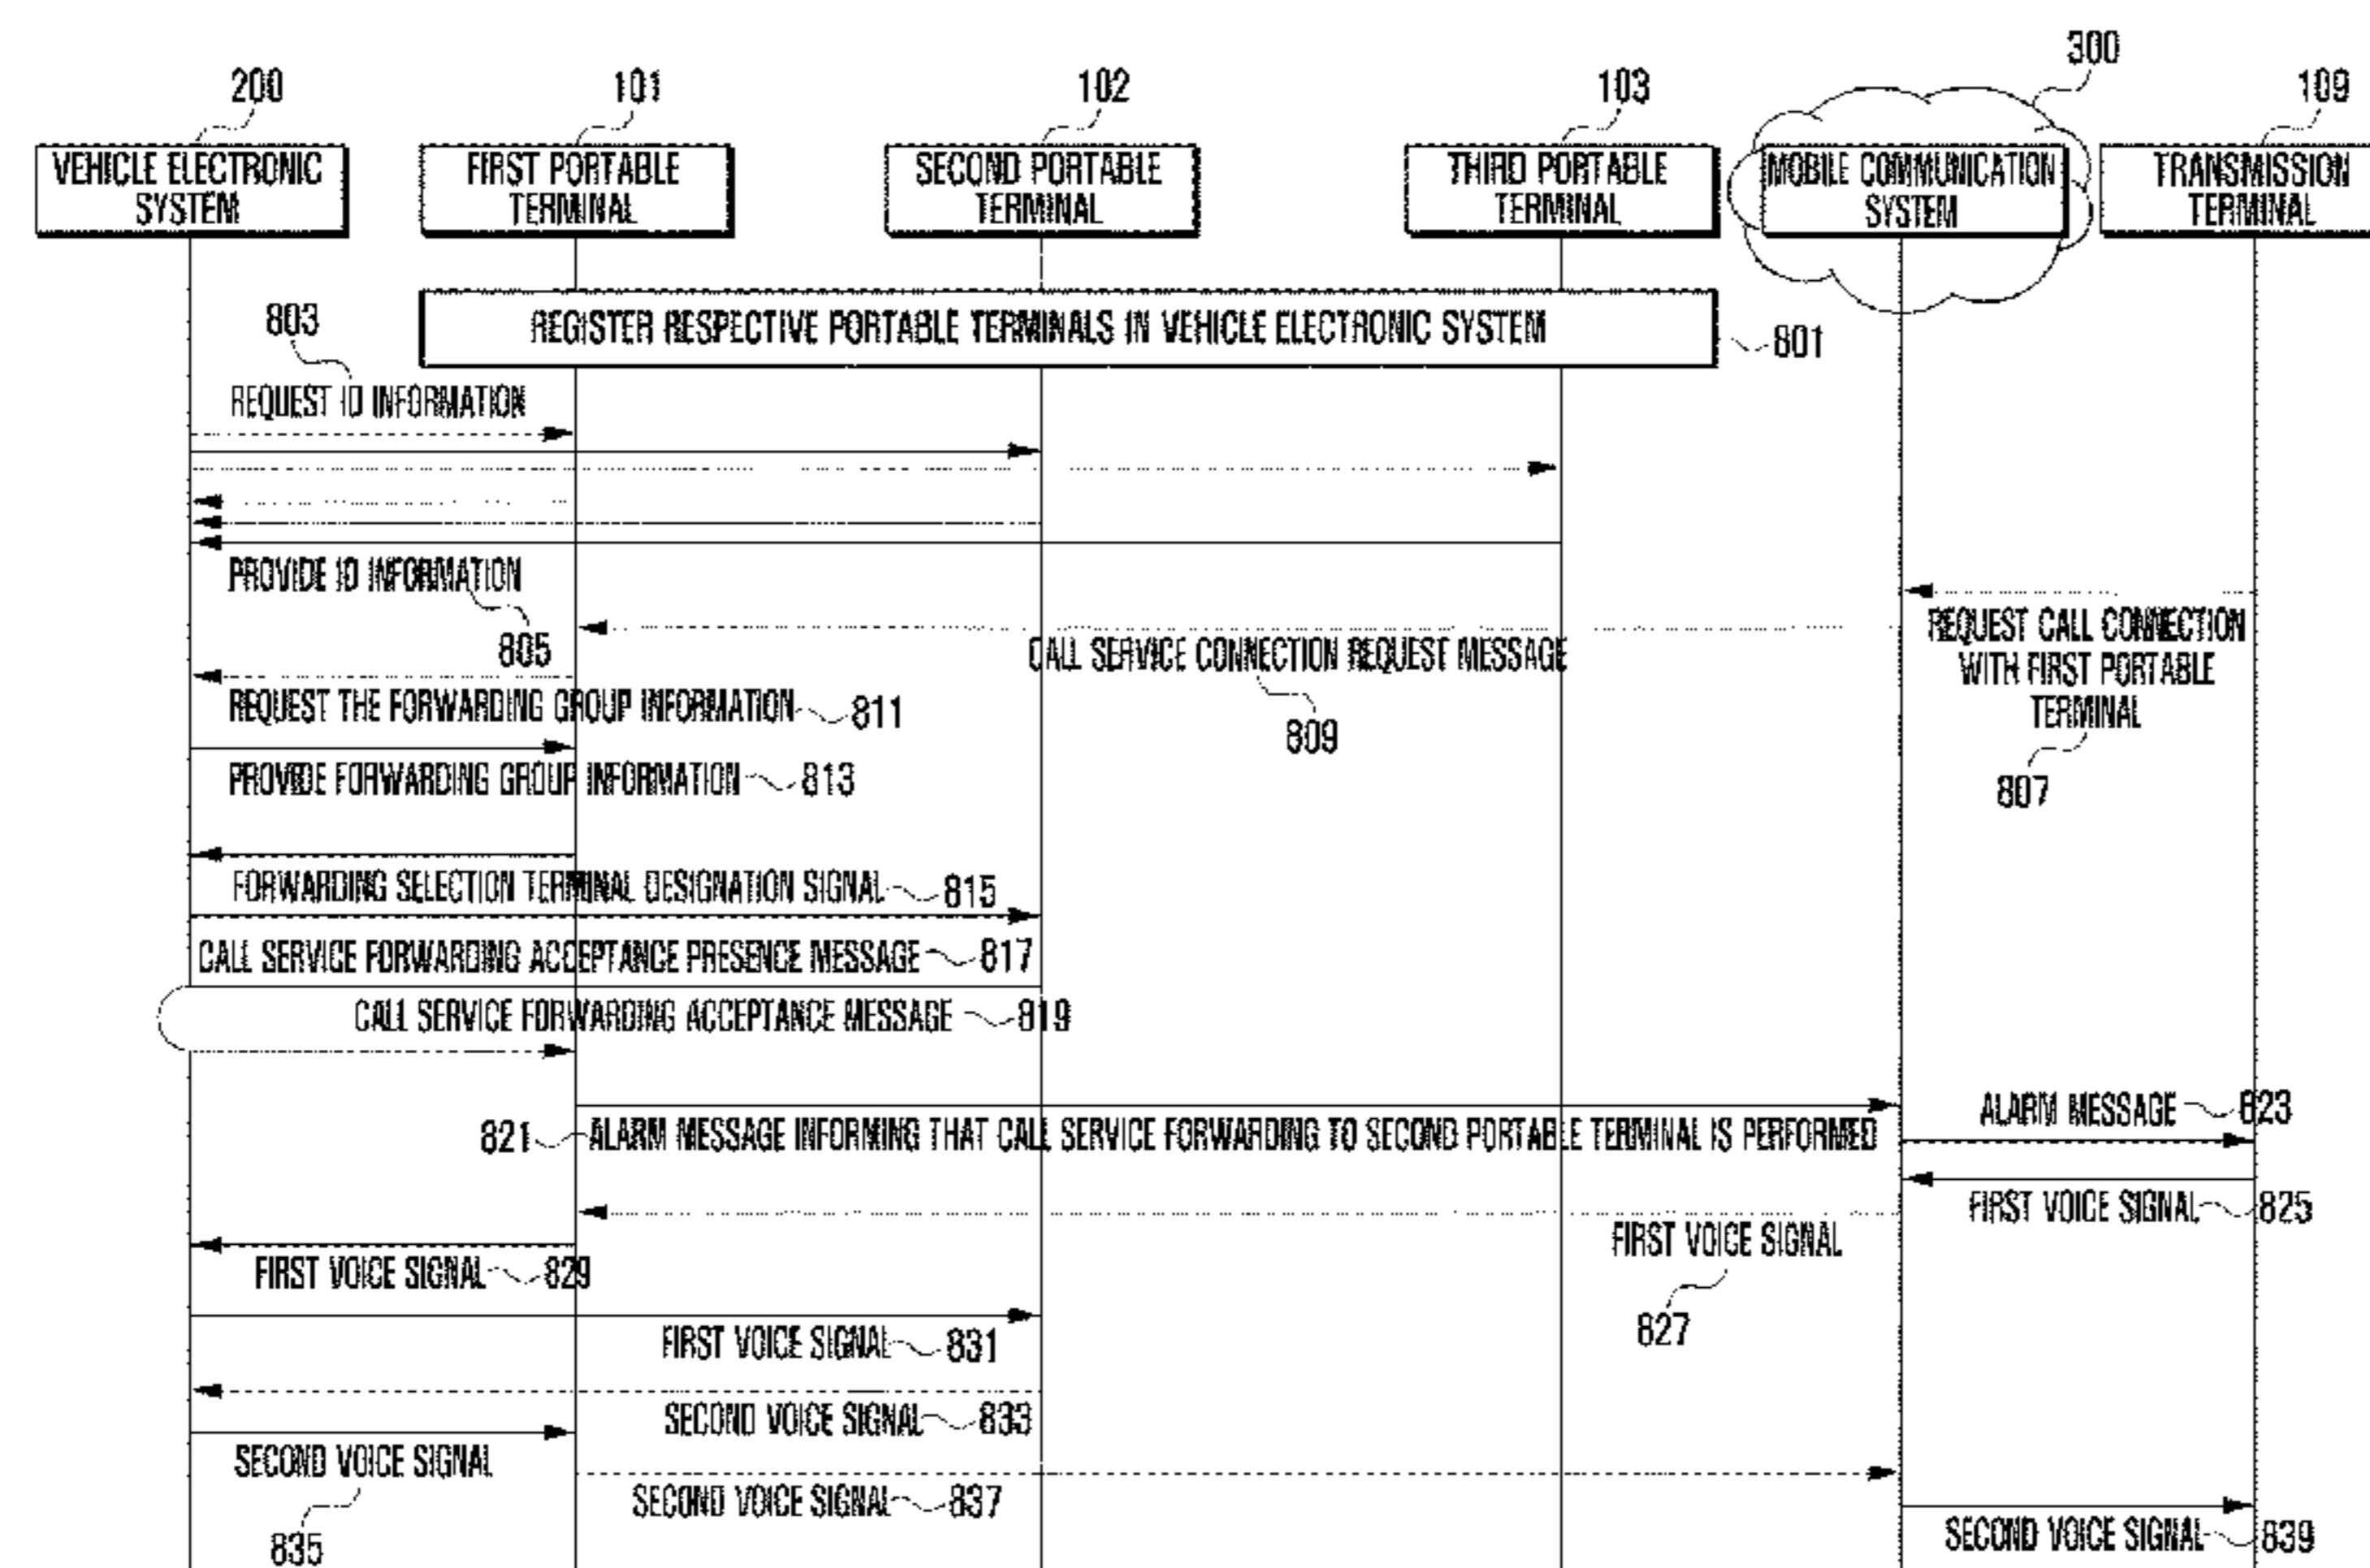 200
101
102
103
300
109
VEHICLE ELECTRONIC
SYSTEM
FIRST PORTABLE
TERMINAL
SECOND PORTABLE
TERMINAL
THIRD PORTABLE
TERMINAL
MOBILE COMMUNICATION
SYSTEM
TRANSMISSION
TERMINAL
REGISTER RESPECTIVE PORTABLE TERMINALS IN VEHICLE ELECTRONIC SYSTEM
801
803
REQUEST ID INFORMATION
PROVIDE ID INFORMATION
805
REQUEST CALL CONNECTION
WITH FIRST PORTABLE
TERMINAL
807
CALL SERVICE CONNECTION REQUEST MESSAGE
809
REQUEST THE FORWARDING GROUP INFORMATION 811
PROVIDE FORWARDING GROUP INFORMATION 813
FORWARDING SELECTION TERMINAL DESIGNATION SIGNAL 815
CALL SERVICE FORWARDING ACCEPTANCE PRESENCE MESSAGE 817
CALL SERVICE FORWARDING ACCEPTANCE MESSAGE 819
821 ALARM MESSAGE INFORMING THAT CALL SERVICE FORWARDING TO SECOND PORTABLE TERMINAL IS PERFORMED
ALARM MESSAGE 823
FIRST VOICE SIGNAL 825
FIRST VOICE SIGNAL
827
FIRST VOICE SIGNAL 829
FIRST VOICE SIGNAL 831
SECOND VOICE SIGNAL 833
SECOND VOICE SIGNAL
835
SECOND VOICE SIGNAL 837
SECOND VOICE SIGNAL 839